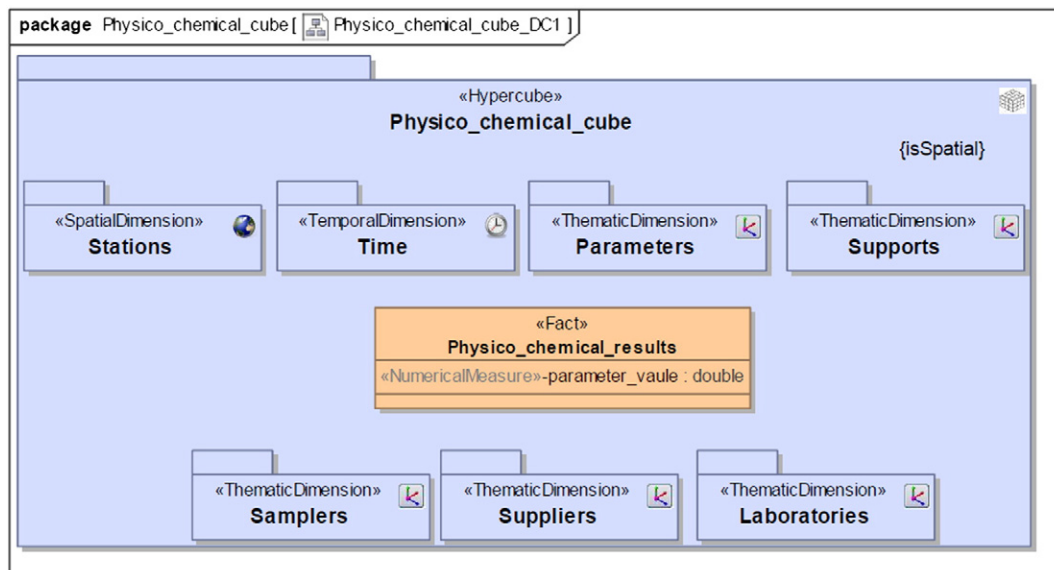 package Physico_chemical_cube [ Physico_chemical_cube_DC1 ]
«Hypercube»
Physico_chemical_cube
{isSpatial}
«SpatialDimension»
Stations
«TemporalDimension»
Time
«ThematicDimension»
Parameters
«ThematicDimension»
Supports
«Fact»
Physico_chemical_results
«NumericalMeasure»-parameter_vaule : double
«ThematicDimension»
Samplers
«ThematicDimension»
Suppliers
«ThematicDimension»
Laboratories